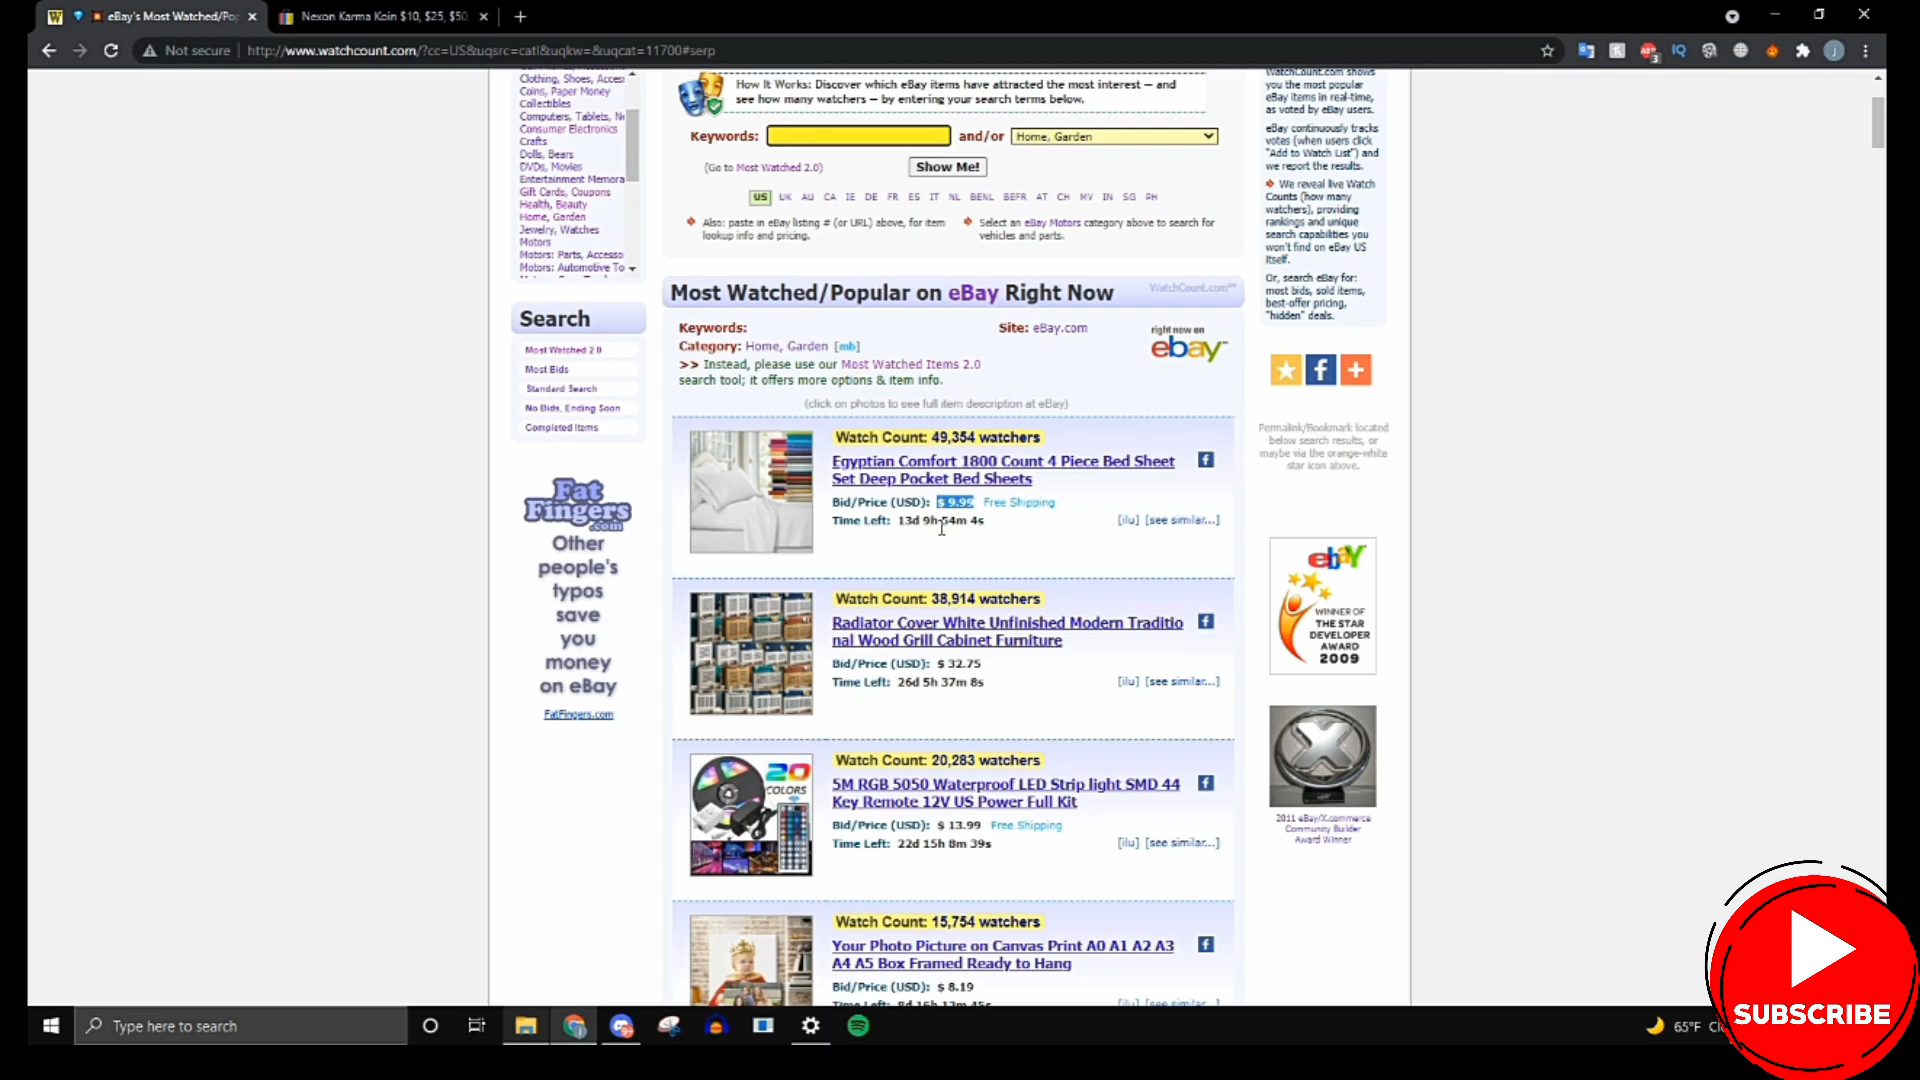 eBay's Most Watched/Pop
Nexon Karma Koin $10, $25, $50
Not secure
http://www.watchcount.com/?cc=US&uqsrc=catl&uqkw=&uqcat=11700#serp
Clothing, Shoes, Access
Coins, Paper Money
Collectibles
Computers, Tablets, Ne
Consumer Electronics
Crafts
Dolls, Bears
DVDs, Movies
Entertainment Memora
Gift Cards, Coupons
Health, Beauty
Home, Garden
Jewelry, Watches
Motors
Motors: Parts, Accesso
Motors: Automotive To
Search
Most Watched 2.0
Most Bids
Standard Search
No Bids, Ending Soon
Completed Items
Fat
Fingers
.com
Other
people's
typos
save
you
money
on eBay
FatFingers.com
How It Works: Discover which eBay items have attracted the most interest — and
see how many watchers — by entering your search terms below.
Keywords:
and/or
Home, Garden
(Go to Most Watched 2.0)
Show Me!
US UK AU CA IE DE FR ES IT NL BENL BEFR AT CH MY IN SG PH
Also: paste in eBay listing # (or URL) above, for item
lookup info and pricing.
Select an eBay Motors category above to search for
vehicles and parts.
Most Watched/Popular on eBay Right Now
WatchCount.com
Keywords:
Site: eBay.com
right now on
ebay
Category: Home, Garden [mb]
>> Instead, please use our Most Watched Items 2.0
search tool; it offers more options & item info.
(click on photos to see full item description at eBay)
Watch Count: 49,354 watchers
Egyptian Comfort 1800 Count 4 Piece Bed Sheet
Set Deep Pocket Bed Sheets
Bid/Price (USD): $ 9.99 Free Shipping
Time Left: 13d 9h 54m 4s
[ilu] [see similar...]
Watch Count: 38,914 watchers
Radiator Cover White Unfinished Modern Traditio
nal Wood Grill Cabinet Furniture
Bid/Price (USD): $ 32.75
Time Left: 26d 5h 37m 8s
[ilu] [see similar...]
20
COLORS
Watch Count: 20,283 watchers
5M RGB 5050 Waterproof LED Strip light SMD 44
Key Remote 12V US Power Full Kit
Bid/Price (USD): $ 13.99 Free Shipping
Time Left: 22d 15h 8m 39s
[ilu] [see similar...]
Watch Count: 15,754 watchers
Your Photo Picture on Canvas Print A0 A1 A2 A3
A4 A5 Box Framed Ready to Hang
Bid/Price (USD): $ 8.19
WatchCount.com shows
you the most popular
eBay items in real-time,
as voted by eBay users.
eBay continuously tracks
votes (when users click
"Add to Watch List") and
we report the results.
We reveal live Watch
Counts (how many
watchers), providing
rankings and unique
search capabilities you
won't find on eBay US
itself.
Or, search eBay for:
most bids, sold items,
best-offer pricing,
"hidden" deals.
Permalink/Bookmark located
below search results, or
maybe via the orange-white
star icon above.
ebay
WINNER OF
THE STAR
DEVELOPER
AWARD
2009
2011 eBay/X.commerce
Community Builder
Award Winner
Type here to search
65°F
SUBSCRIBE